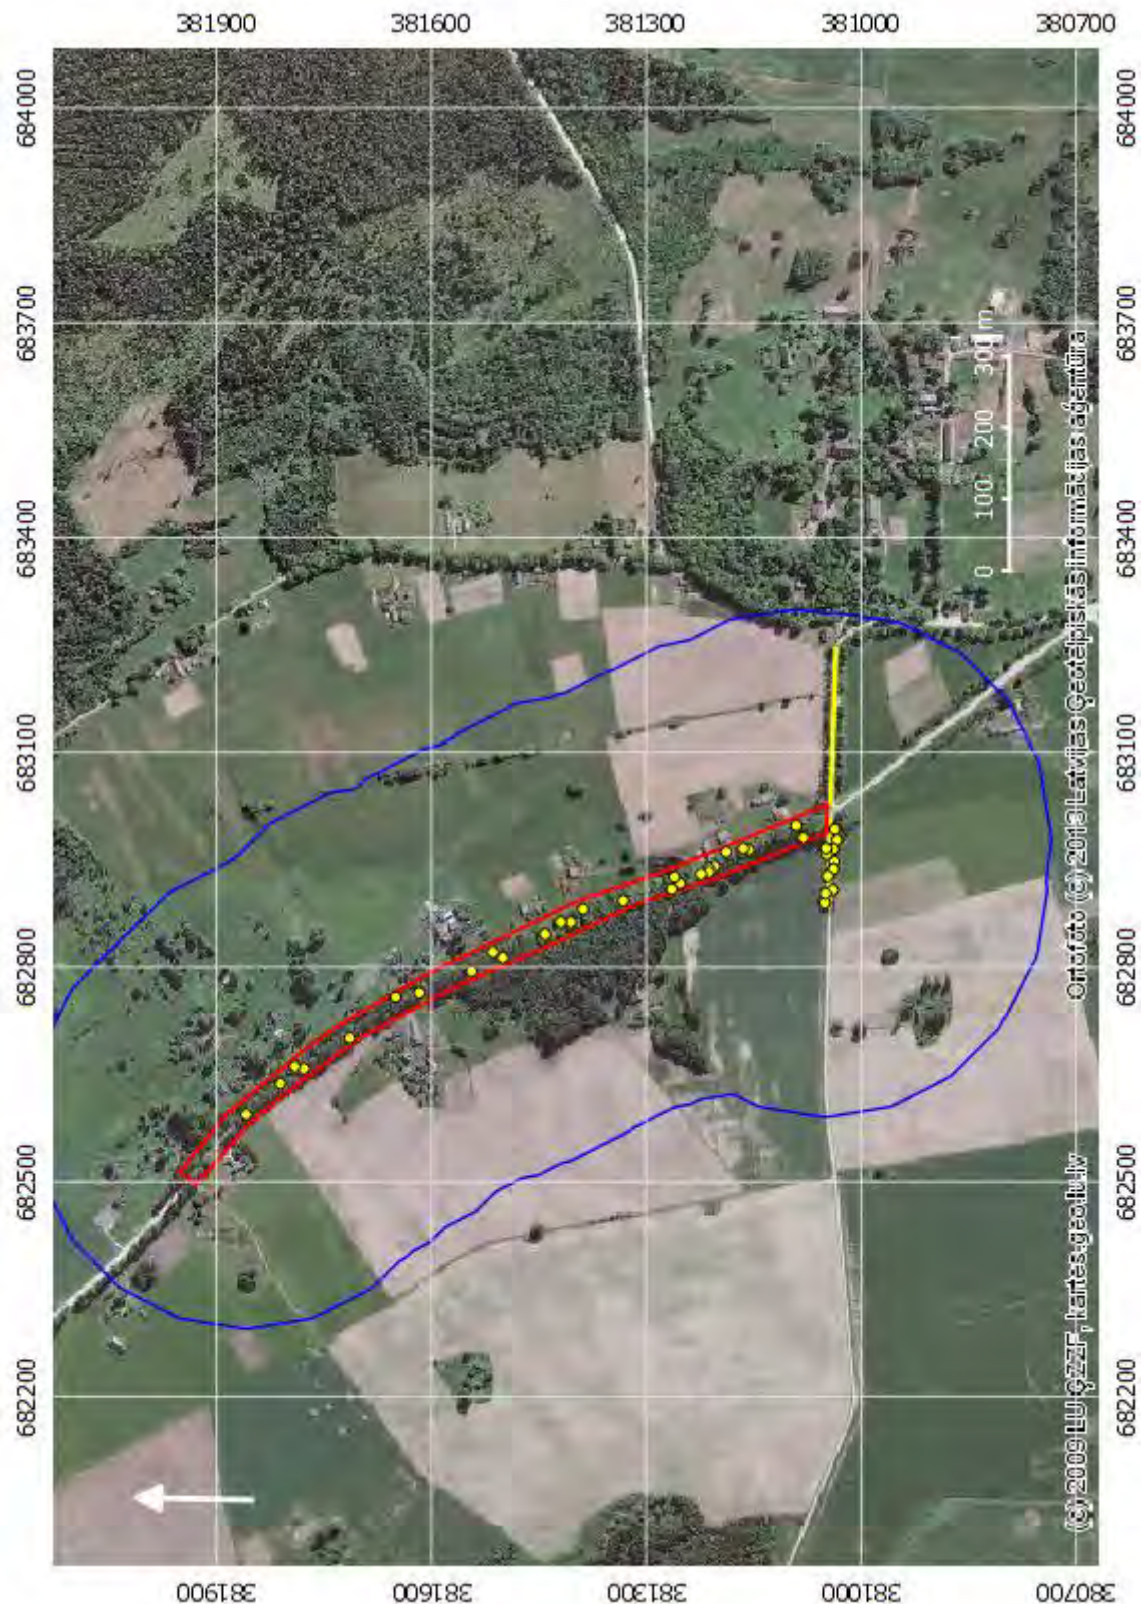 381900 381600 381300 381000 380700
682200 682500 682800 683100 683400 683700 684000
682200 682500 682800 683100 683400 683700 684000
381900 381600 381300 381000 380700
0 100 200 300 m
(c) 2009 LU ĢZZF, kartes.geo.lu.lv
Ortofoto (c) 2013 Latvijas Ģeotelpiskās informācijas aģentūra